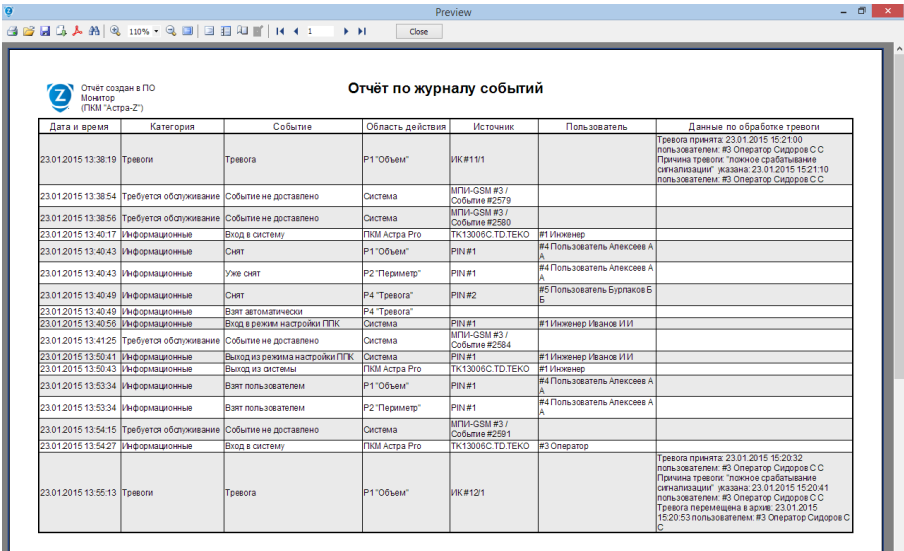 Preview
110%
1
Close
Z
Отчёт создан в ПО
Монитор
(ПКМ "Астра-Z")
Отчёт по журналу событий
Дата и время Категория Событие Область действия Источник Пользователь Данные по обработке тревоги
23.01.2015 13:38:19 Тревоги Тревога Р1 "Объем" ИК #11/1
Тревога принята: 23.01.2015 15:21:00
пользователем: #3 Оператор Сидоров С С
Причина тревоги: "ложное срабатывание
сигнализации" указана: 23.01.2015 15:21:10
пользователем: #3 Оператор Сидоров С С
23.01.2015 13:38:54 Требуется обслуживание Событие не доставлено Система МПИ-GSM #3 /
Событие #2579
23.01.2015 13:38:56 Требуется обслуживание Событие не доставлено Система МПИ-GSM #3 /
Событие #2580
23.01.2015 13:40:17 Информационные Вход в систему ПКМ Астра Pro TK13006C.TD.TEKO #1 Инженер
23.01.2015 13:40:43 Информационные Снят Р1 "Объем" PIN #1 #4 Пользователь Алексеев А
А
23.01.2015 13:40:43 Информационные Уже снят Р2 "Периметр" PIN #1 #4 Пользователь Алексеев А
А
23.01.2015 13:40:49 Информационные Снят Р4 "Тревога" PIN #2 #5 Пользователь Бурлаков Б
Б
23.01.2015 13:40:49 Информационные Взят автоматически Р4 "Тревога"
23.01.2015 13:40:56 Информационные Вход в режим настройки ППК Система PIN #1 #1 Инженер Иванов И И
23.01.2015 13:41:25 Требуется обслуживание Событие не доставлено Система МПИ-GSM #3 /
Событие #2584
23.01.2015 13:50:41 Информационные Выход из режима настройки ППК Система PIN #1 #1 Инженер Иванов И И
23.01.2015 13:50:43 Информационные Выход из системы ПКМ Астра Pro TK13006C.TD.TEKO #1 Инженер
23.01.2015 13:53:34 Информационные Взят пользователем Р1 "Объем" PIN #1 #4 Пользователь Алексеев А
А
23.01.2015 13:53:34 Информационные Взят пользователем Р2 "Периметр" PIN #1 #4 Пользователь Алексеев А
А
23.01.2015 13:54:15 Требуется обслуживание Событие не доставлено Система МПИ-GSM #3 /
Событие #2591
23.01.2015 13:54:27 Информационные Вход в систему ПКМ Астра Pro TK13006C.TD.TEKO #3 Оператор
23.01.2015 13:55:13 Тревоги Тревога Р1 "Объем" ИК #12/1
Тревога принята: 23.01.2015 15:20:32
пользователем: #3 Оператор Сидоров С С
Причина тревоги: "ложное срабатывание
сигнализации" указана: 23.01.2015 15:20:41
пользователем: #3 Оператор Сидоров С С
Тревога перемещена в архив: 23.01.2015
15:20:53 пользователем: #3 Оператор Сидоров С
С